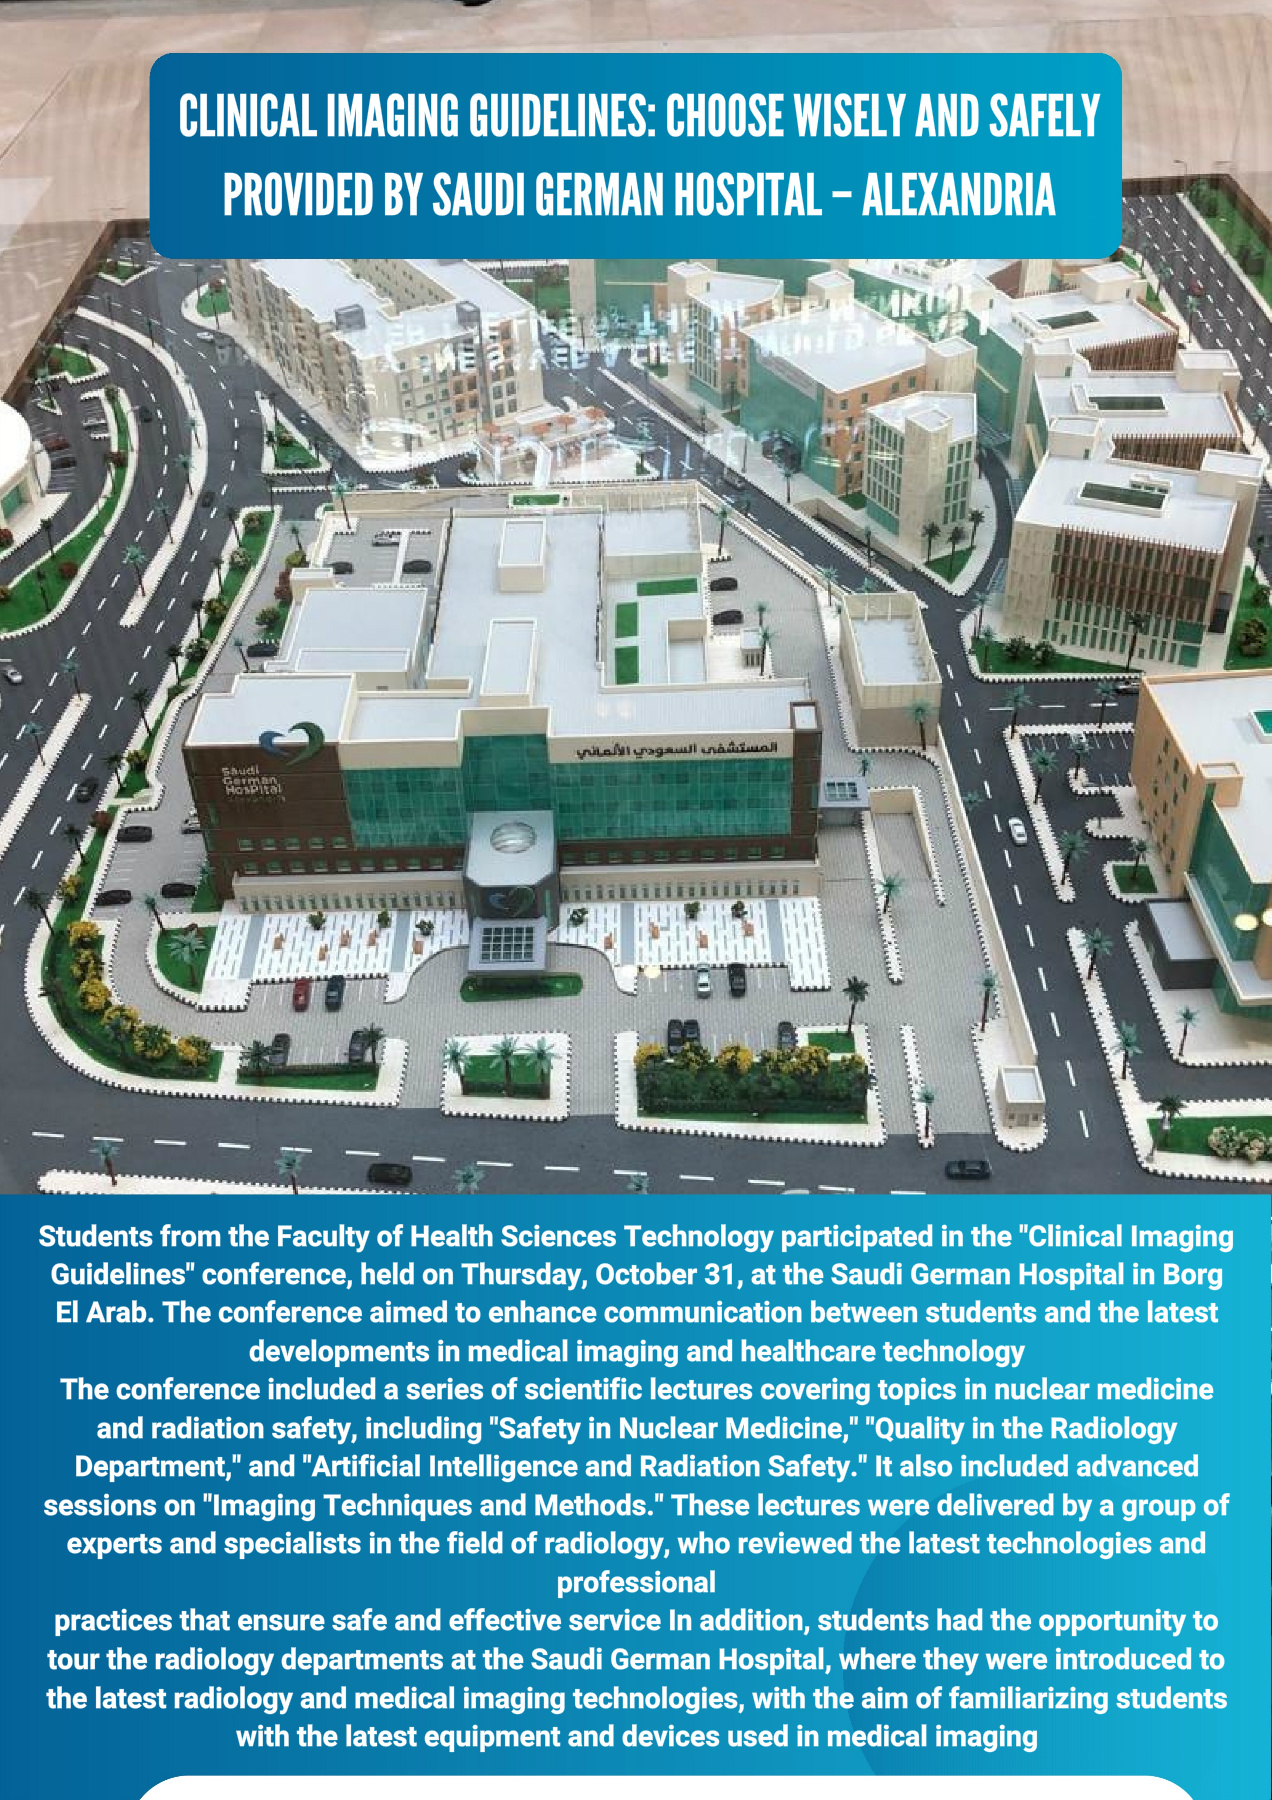 CLINICAL IMAGING GUIDELINES: CHOOSE WISELY AND SAFELY
PROVIDED BY SAUDI GERMAN HOSPITAL – ALEXANDRIA
المستشفى السعودي الألماني
Saudi
German
Hospital
Students from the Faculty of Health Sciences Technology participated in the "Clinical Imaging
Guidelines" conference, held on Thursday, October 31, at the Saudi German Hospital in Borg
El Arab. The conference aimed to enhance communication between students and the latest
developments in medical imaging and healthcare technology
The conference included a series of scientific lectures covering topics in nuclear medicine
and radiation safety, including "Safety in Nuclear Medicine," "Quality in the Radiology
Department," and "Artificial Intelligence and Radiation Safety." It also included advanced
sessions on "Imaging Techniques and Methods." These lectures were delivered by a group of
experts and specialists in the field of radiology, who reviewed the latest technologies and
professional
practices that ensure safe and effective service In addition, students had the opportunity to
tour the radiology departments at the Saudi German Hospital, where they were introduced to
the latest radiology and medical imaging technologies, with the aim of familiarizing students
with the latest equipment and devices used in medical imaging